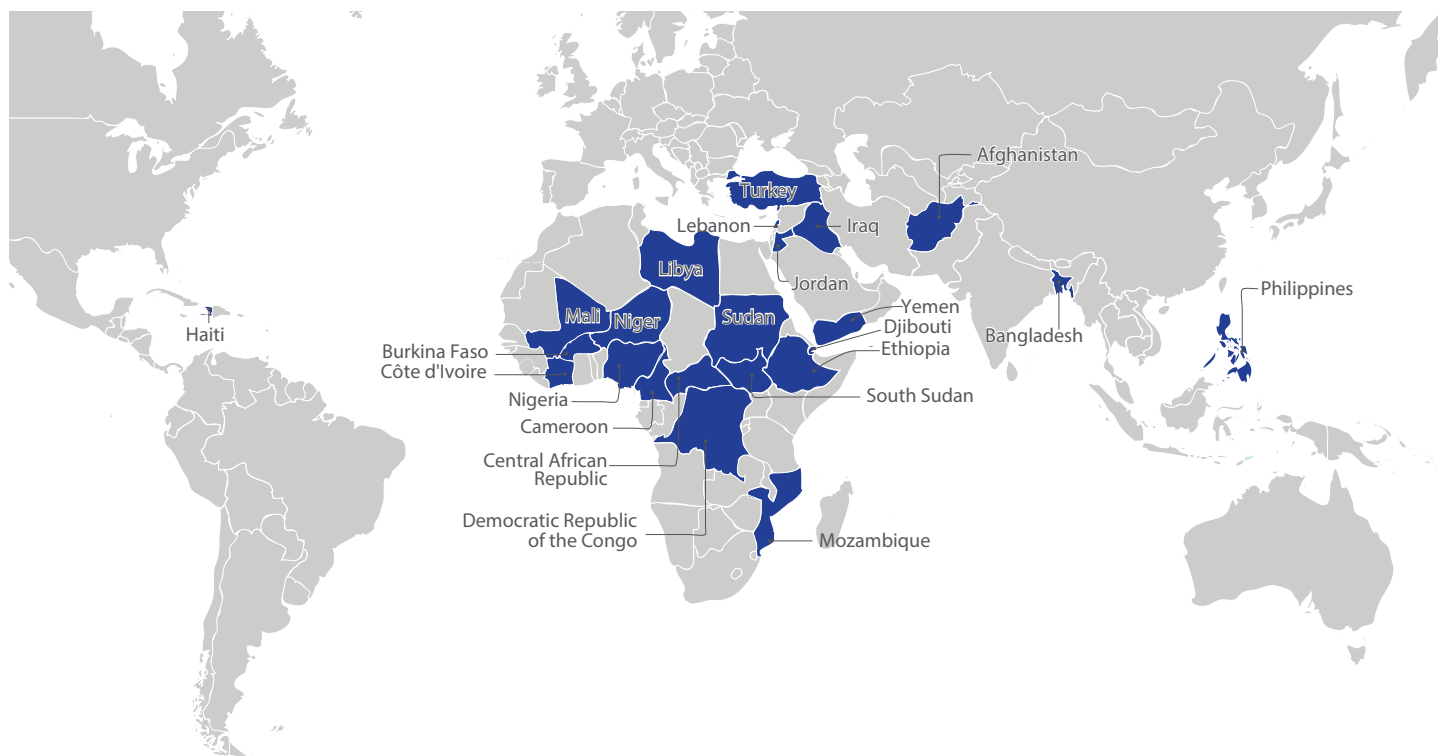 Afghanistan
Turkey
Lebanon
Iraq
Libya
Jordan
Philippines
Yemen
Mali
Niger
Sudan
Djibouti
Haiti
Bangladesh
Ethiopia
Burkina Faso
Côte d'Ivoire
South Sudan
Nigeria
Cameroon
Central African
Republic
Democratic Republic
of the Congo
Mozambique